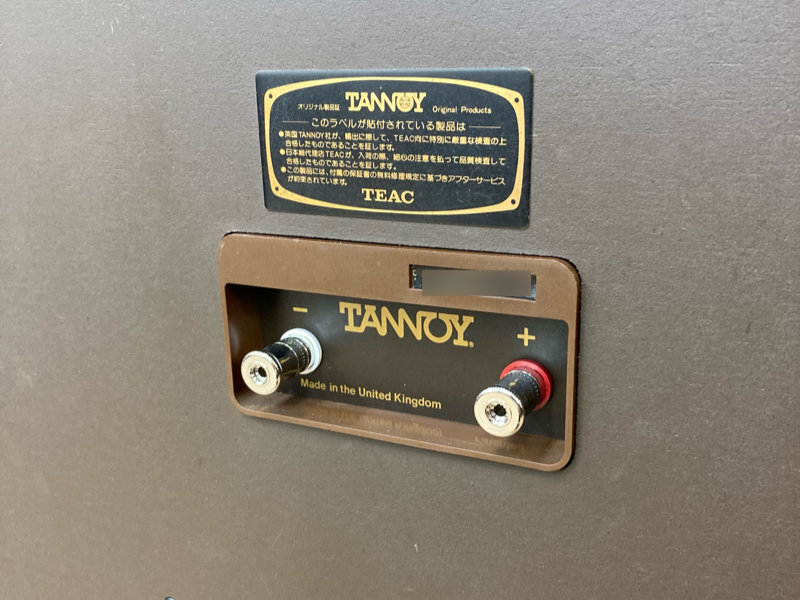 オリジナル製品証 TANNOY Original Products
このラベルが貼付されている製品は
●英国TANNOY社が、輸出に際して、TEAC向に特別に厳重な検査の上
合格したものであることを証します。
●日本総代理店TEACが、入荷の際、細心の注意を払って品質検査して
合格したものであることを証します。
●この製品には、付属の保証書の無料修理規定に基づきアフターサービス
が約束されています。
TEAC
− TANNOY® +
Made in the United Kingdom